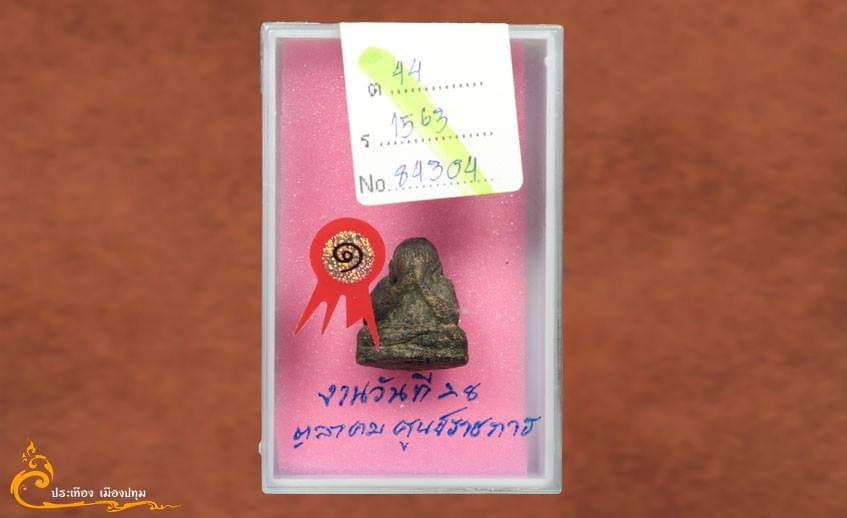 ต 44
ร 1563
No. 84304
๑
งานวันที่ 28
ตุลาคม ศูนย์ราชการ
ประเทือง เมืองปทุม